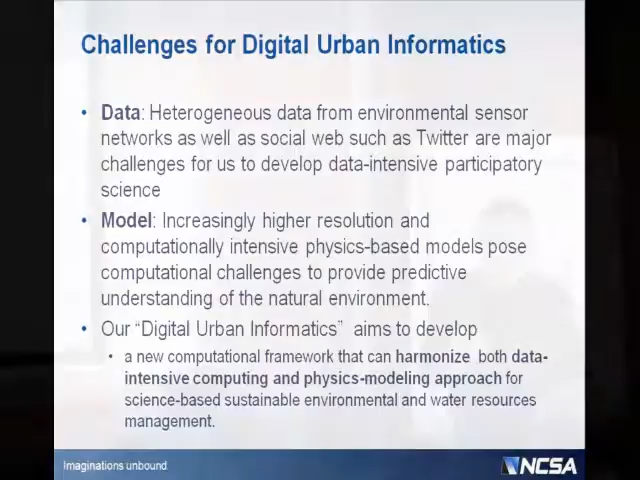 Challenges for Digital Urban Informatics
• Data: Heterogeneous data from environmental sensor
networks as well as social web such as Twitter are major
challenges for us to develop data-intensive participatory
science
• Model: Increasingly higher resolution and
computationally intensive physics-based models pose
computational challenges to provide predictive
understanding of the natural environment.
• Our “Digital Urban Informatics” aims to develop
• a new computational framework that can harmonize both data-
intensive computing and physics-modeling approach for
science-based sustainable environmental and water resources
management.
Imaginations unbound
NCSA